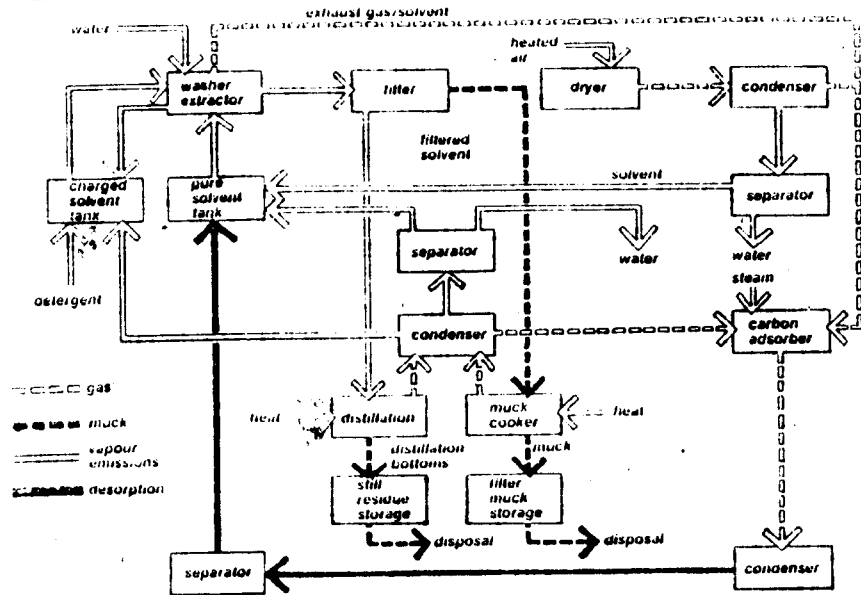 exhaust gas/solvent
water
heated
air
washer
extractor
filter
dryer
condenser
filtered
solvent
charged
solvent
tank
pure
solvent
tank
solvent
separator
separator
water
water
steam
detergent
condenser
carbon
adsorber
gas
muck
vapour
emissions
desorption
heat
distillation
muck
cooker
heat
distillation
bottoms
muck
still
residue
storage
filter
muck
storage
disposal
disposal
separator
condenser